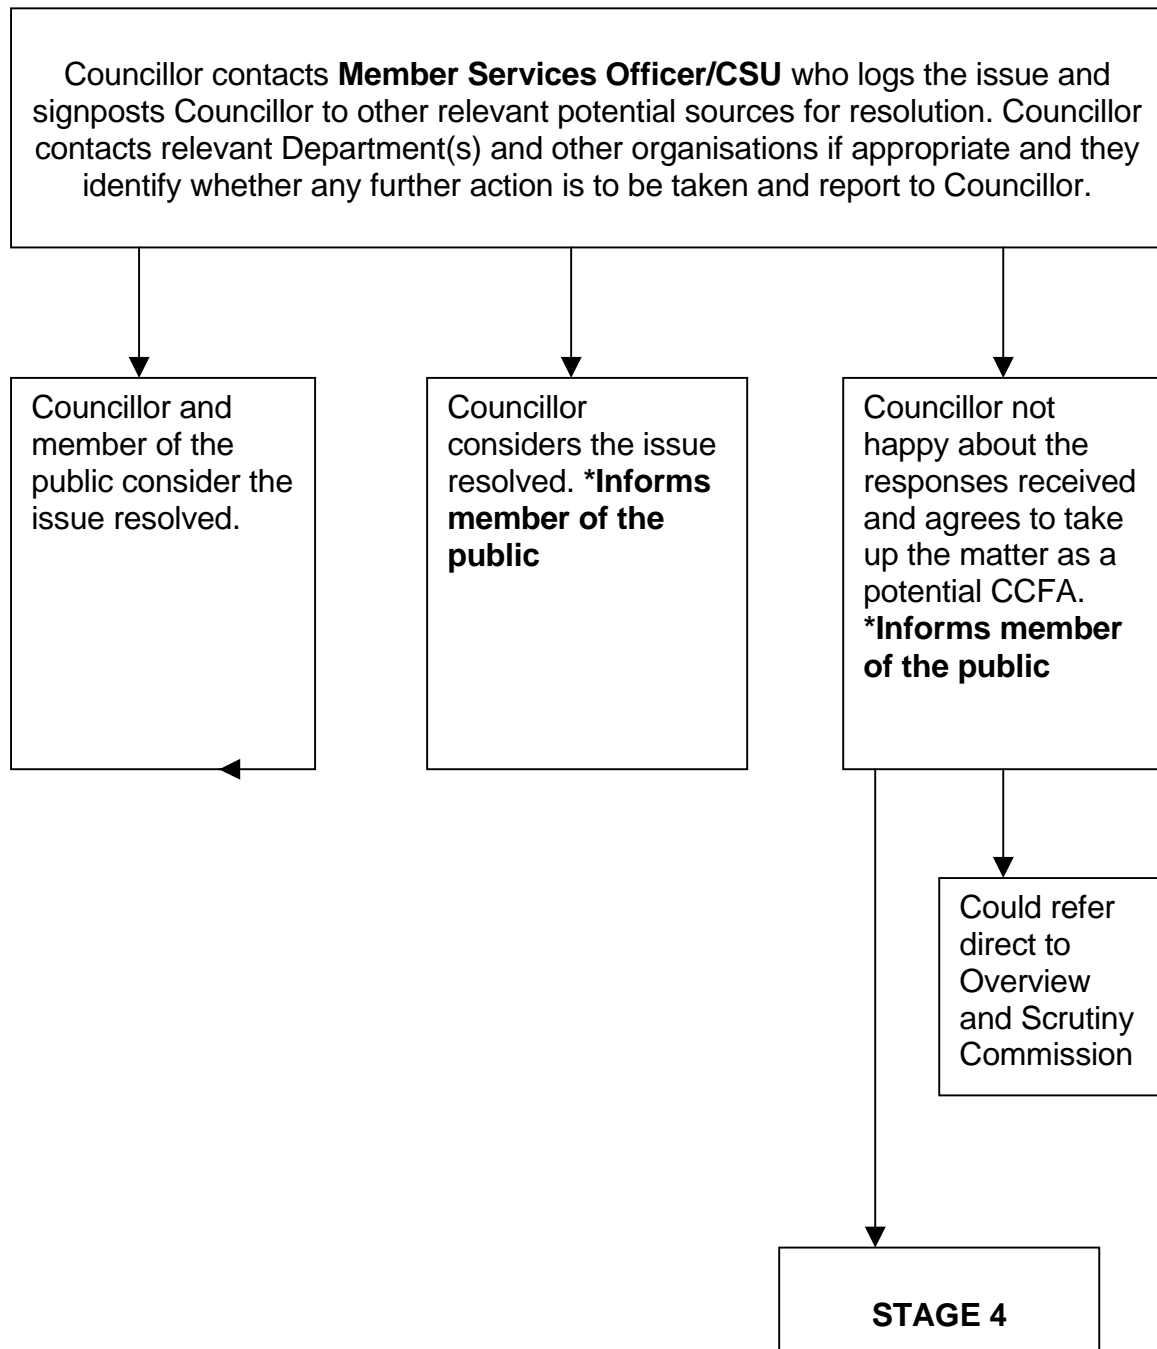 Councillor contacts Member Services Officer/CSU who logs the issue and
signposts Councillor to other relevant potential sources for resolution. Councillor
contacts relevant Department(s) and other organisations if appropriate and they
identify whether any further action is to be taken and report to Councillor.
Councillor and
member of the
public consider the
issue resolved.
Councillor
considers the issue
resolved. *Informs
member of the
public
Councillor not
happy about the
responses received
and agrees to take
up the matter as a
potential CCFA.
*Informs member
of the public
Could refer
direct to
Overview
and Scrutiny
Commission
STAGE 4